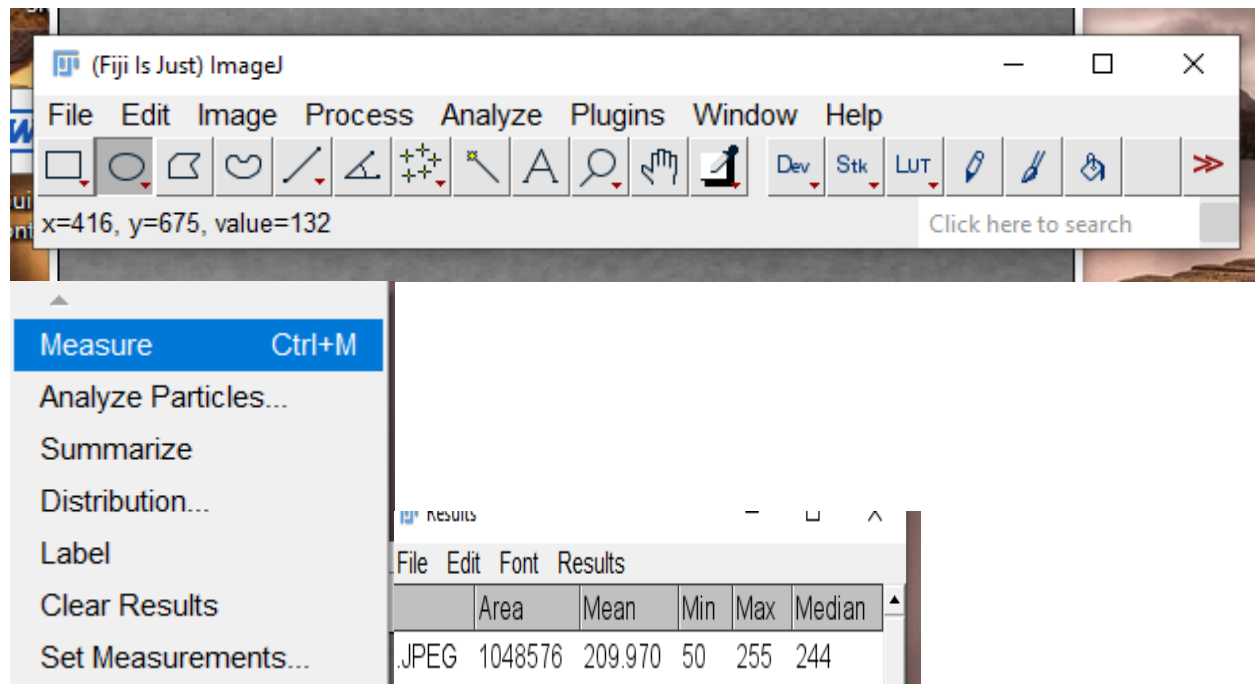 (Fiji Is Just) ImageJ
File Edit Image Process Analyze Plugins Window Help
A Dev Stk LUT >>
x=416, y=675, value=132 Click here to search
Measure Ctrl+M
Analyze Particles...
Summarize
Distribution...
Label
Clear Results
Set Measurements...
Results
File Edit Font Results
Area Mean Min Max Median
.JPEG 1048576 209.970 50 255 244